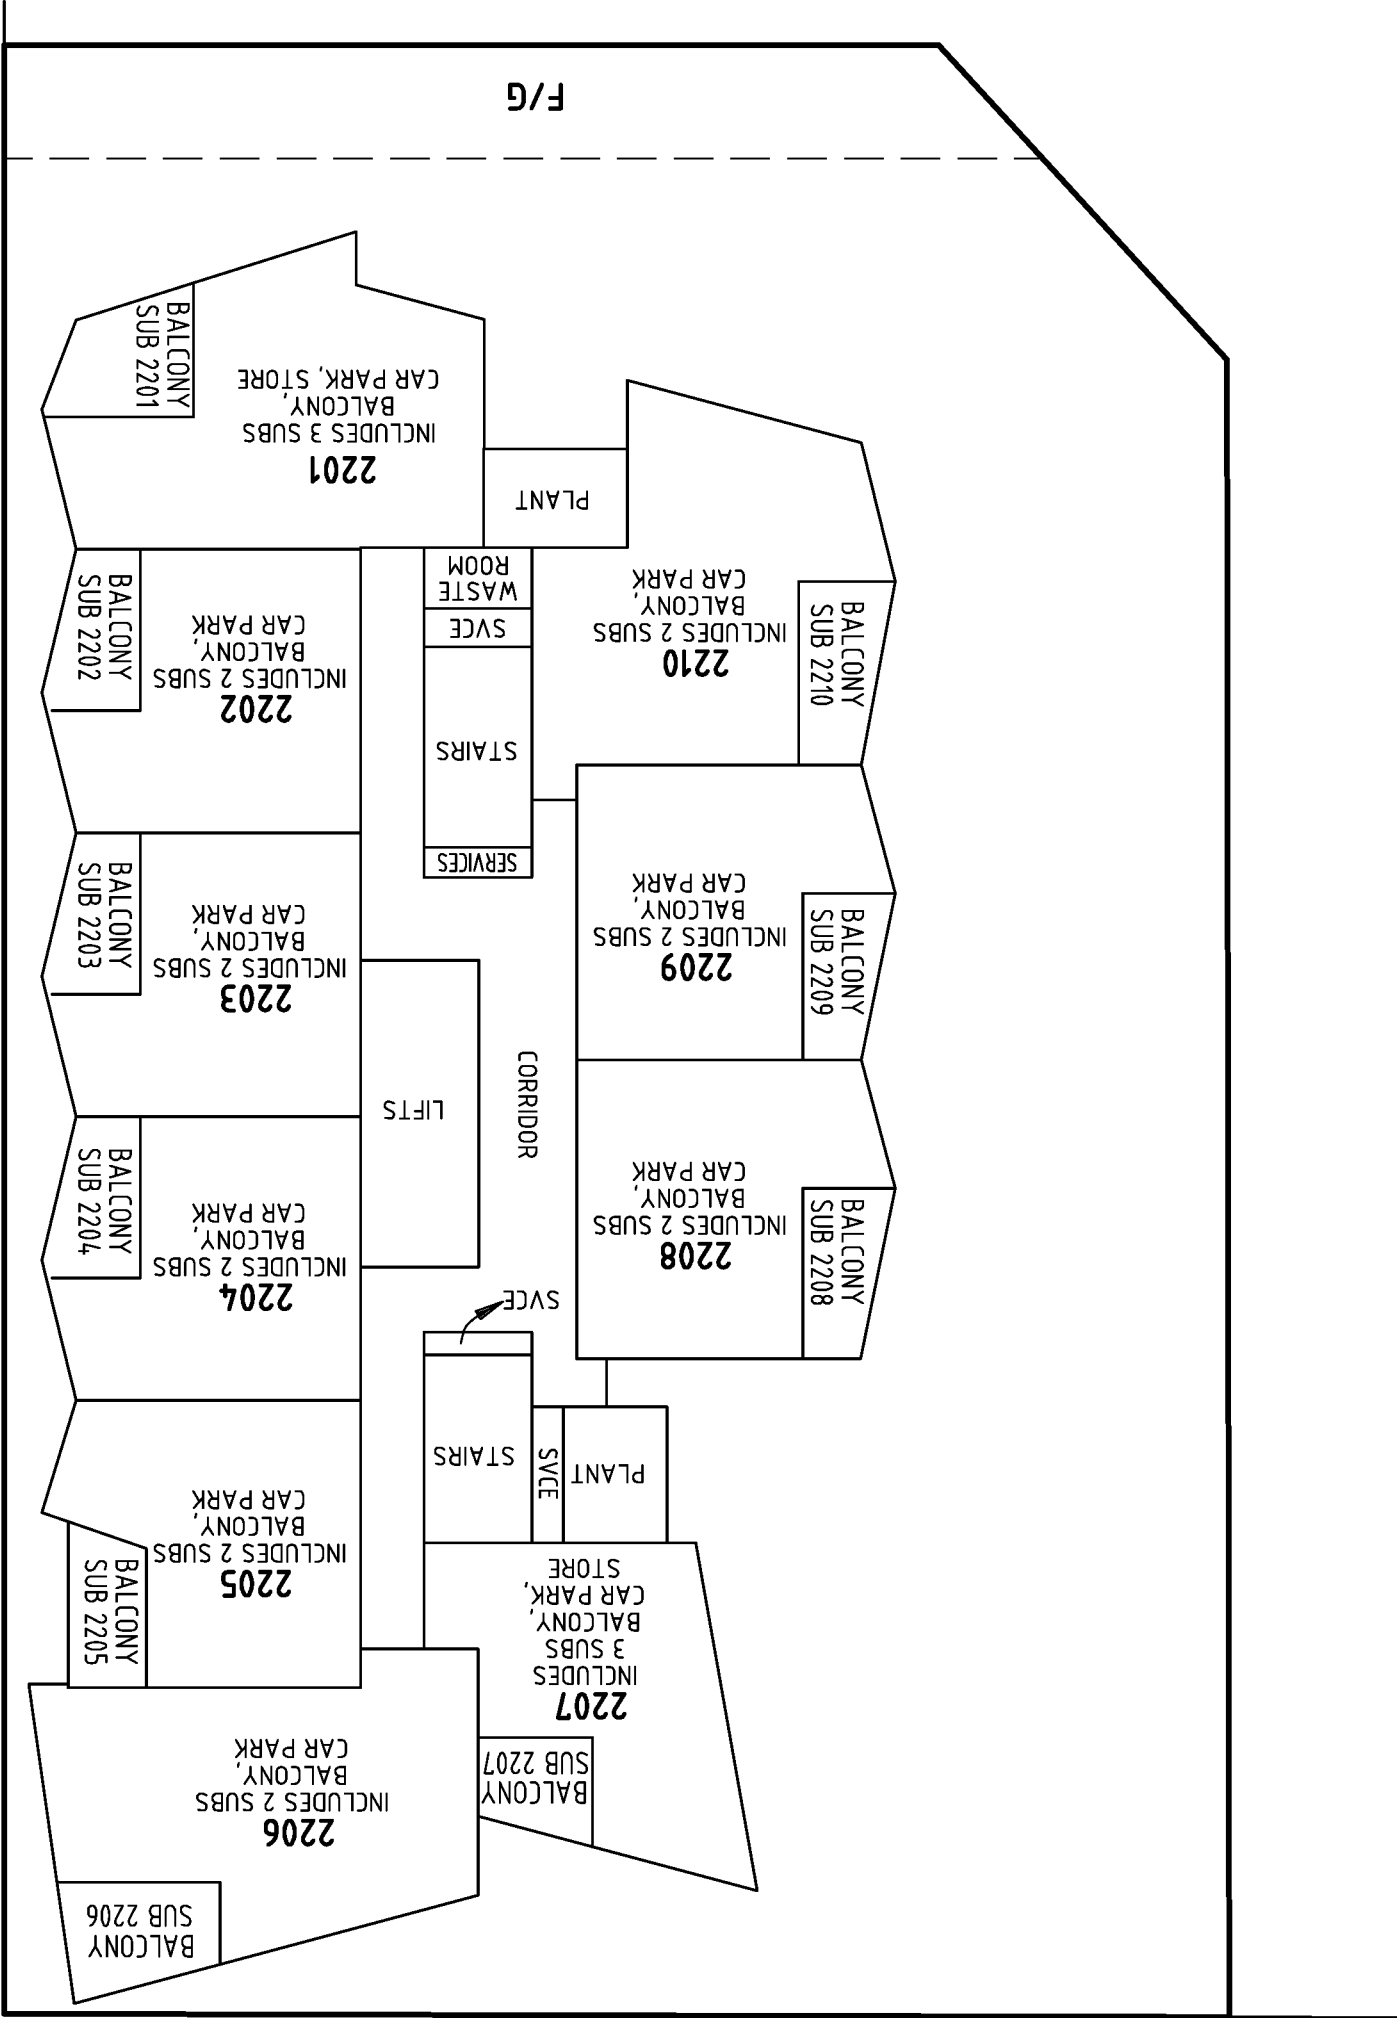 F/G
BALCONY
SUB 2201
2201
INCLUDES 3 SUBS
BALCONY,
CAR PARK, STORE
PLANT
WASTE
ROOM
SVCE
STAIRS
SERVICES
2210
INCLUDES 2 SUBS
BALCONY,
CAR PARK
BALCONY
SUB 2210
BALCONY
SUB 2202
2202
INCLUDES 2 SUBS
BALCONY,
CAR PARK
BALCONY
SUB 2203
2203
INCLUDES 2 SUBS
BALCONY,
CAR PARK
2209
INCLUDES 2 SUBS
BALCONY,
CAR PARK
BALCONY
SUB 2209
LIFTS
CORRIDOR
BALCONY
SUB 2204
2204
INCLUDES 2 SUBS
BALCONY,
CAR PARK
2208
INCLUDES 2 SUBS
BALCONY,
CAR PARK
BALCONY
SUB 2208
SVCE
STAIRS
SVCE
PLANT
2205
INCLUDES 2 SUBS
BALCONY,
CAR PARK
BALCONY
SUB 2205
2207
INCLUDES
3 SUBS
BALCONY,
CAR PARK,
STORE
BALCONY
SUB 2207
2206
INCLUDES 2 SUBS
BALCONY,
CAR PARK
BALCONY
SUB 2206